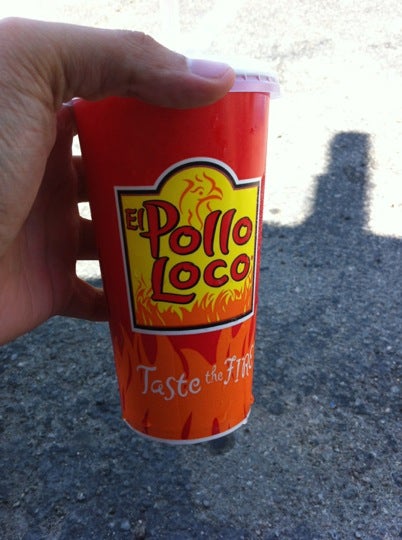 El Pollo
Loco
Taste the FIRE